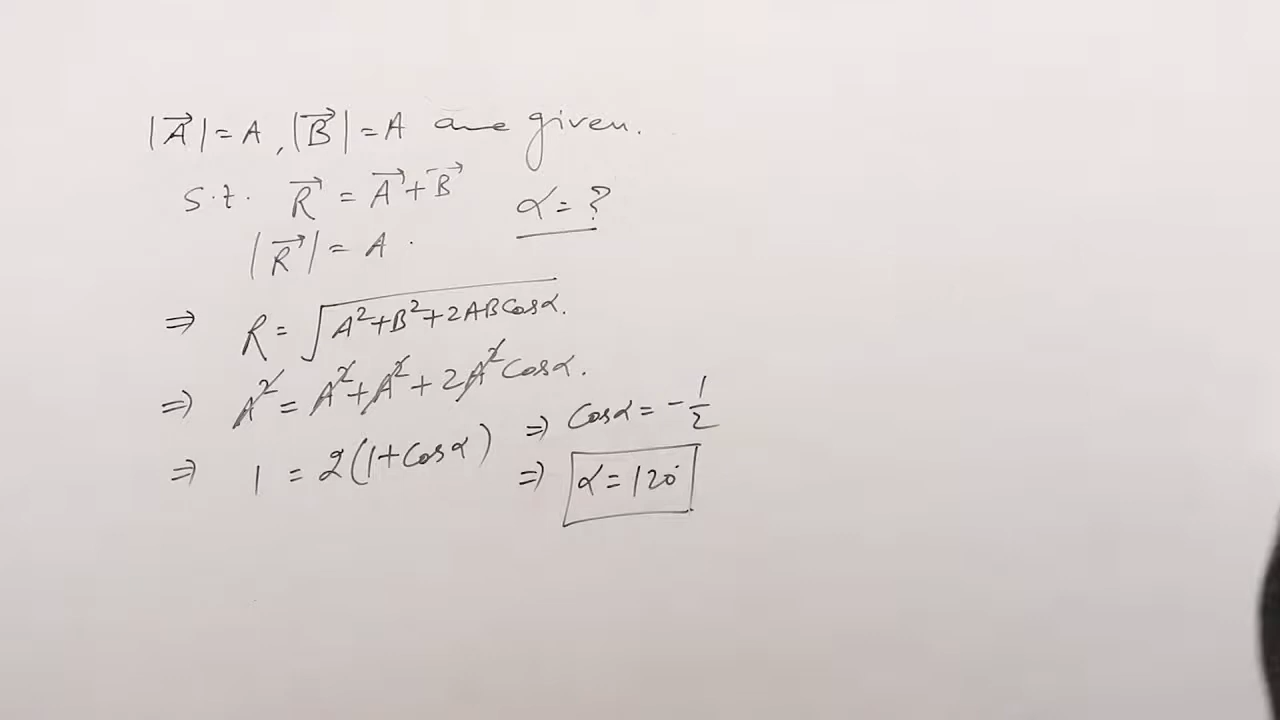 |A⃗| = A, |B⃗| = A are given.
s.t. R⃗ = A⃗ + B⃗ α = ?
|R⃗| = A.
⇒ R = √(A² + B² + 2AB Cosα).
⇒ A² = A² + A² + 2A² Cosα.
⇒ 1 = 2(1 + Cosα) ⇒ Cosα = -1/2
⇒ α = 120°